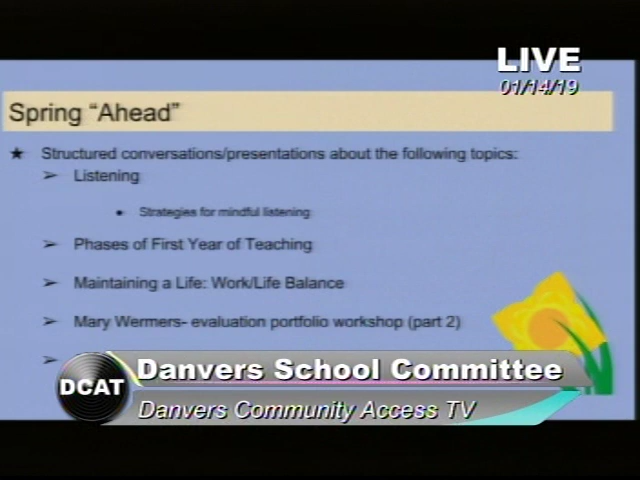 LIVE
01/14/19
Spring “Ahead”
★ Structured conversations/presentations about the following topics:
➢ Listening
● Strategies for mindful listening
➢ Phases of First Year of Teaching
➢ Maintaining a Life: Work/Life Balance
➢ Mary Wermers- evaluation portfolio workshop (part 2)
➢
DCAT
Danvers School Committee
Danvers Community Access TV